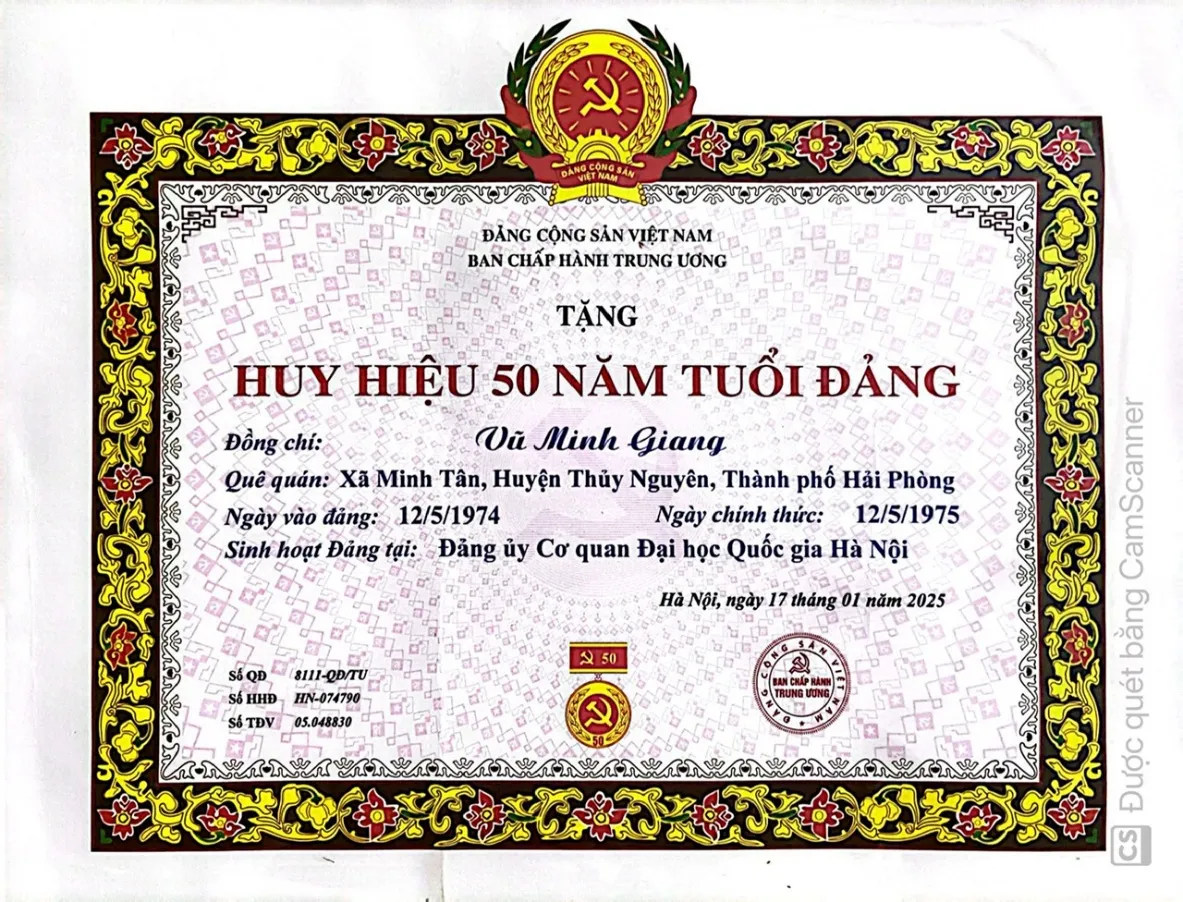 ĐẢNG CỘNG SẢN
VIỆT NAM
ĐẢNG CỘNG SẢN VIỆT NAM
BAN CHẤP HÀNH TRUNG ƯƠNG
TẶNG
HUY HIỆU 50 NĂM TUỔI ĐẢNG
Đồng chí: Vũ Minh Giang
Quê quán: Xã Minh Tân, Huyện Thủy Nguyên, Thành phố Hải Phòng
Ngày vào đảng: 12/5/1974 Ngày chính thức: 12/5/1975
Sinh hoạt Đảng tại: Đảng ủy Cơ quan Đại học Quốc gia Hà Nội
Hà Nội, ngày 17 tháng 01 năm 2025
50
50
ĐẢNG CỘNG SẢN VIỆT NAM
BAN CHẤP HÀNH
TRUNG ƯƠNG
Số QĐ 8111-QĐ/TU
Số HHĐ HN-074790
Số TĐV 05.048830
CS Được quét bằng CamScanner